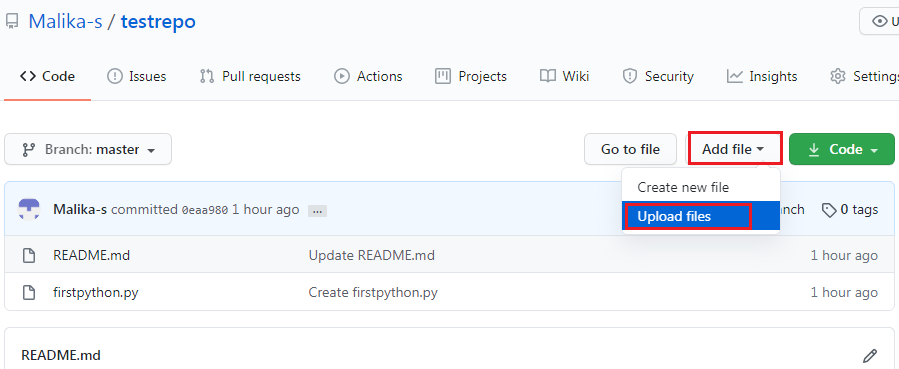 Malika-s / testrepo
U
Code Issues Pull requests Actions Projects Wiki Security Insights Settings
Branch: master Go to file Add file Code
Create new file
Upload files
Malika-s committed 0eaa980 1 hour ago ... nch 0 tags
README.md Update README.md 1 hour ago
firstpython.py Create firstpython.py 1 hour ago
README.md